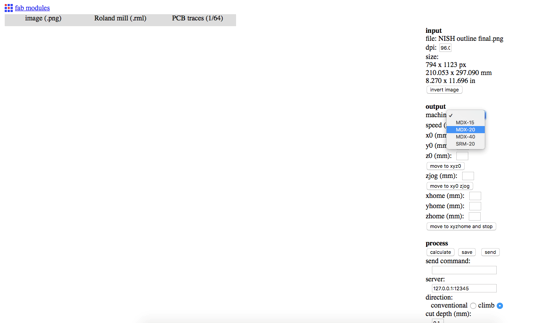 fab modules
image (.png) Roland mill (.rml) PCB traces (1/64)
input
file: NISH outline final.png
dpi: 96.0
size:
794 x 1123 px
210.053 x 297.090 mm
8.270 x 11.696 in
invert image
output
machin ✓
MDX-15
speed (
MDX-20
x0 (mm
MDX-40
y0 (mm
SRM-20
z0 (mm):
move to xyz0
zjog (mm):
move to xy0 zjog
xhome (mm):
yhome (mm):
zhome (mm):
move to xyzhome and stop
process
calculate save send
send command:
server:
127.0.0.1:12345
direction:
conventional climb
cut depth (mm):